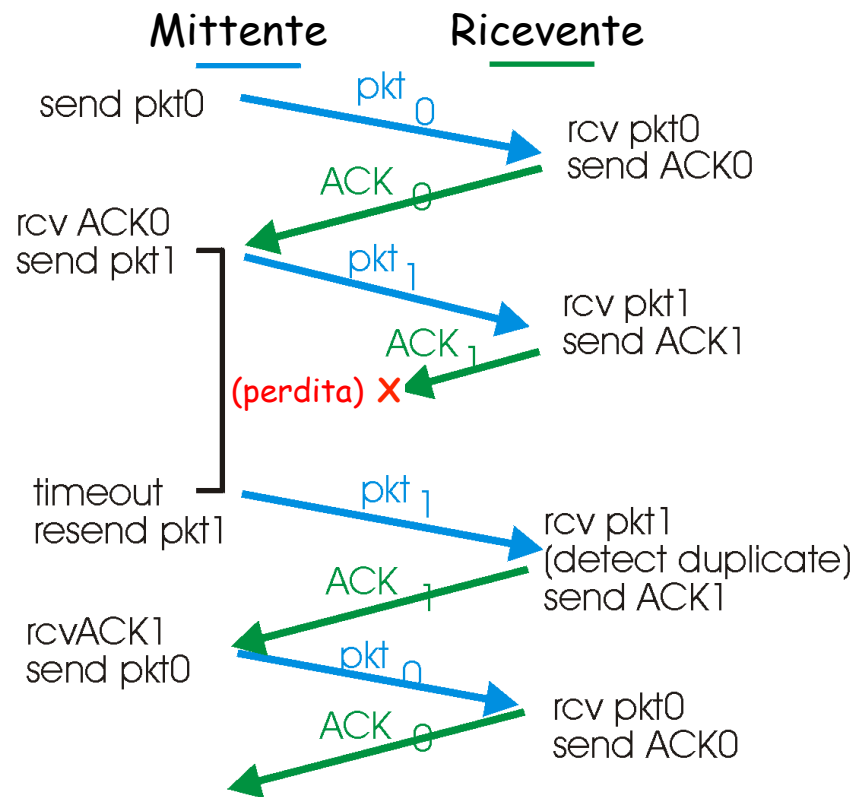 Mittente
Ricevente
send pkt0
pkt 0
rcv pkt0
send ACK0
ACK 0
rcv ACK0
send pkt1
pkt 1
rcv pkt1
send ACK1
ACK 1
(perdita) X
timeout
resend pkt1
pkt 1
rcv pkt1
(detect duplicate)
send ACK1
ACK 1
rcvACK1
send pkt0
pkt 0
rcv pkt0
send ACK0
ACK 0